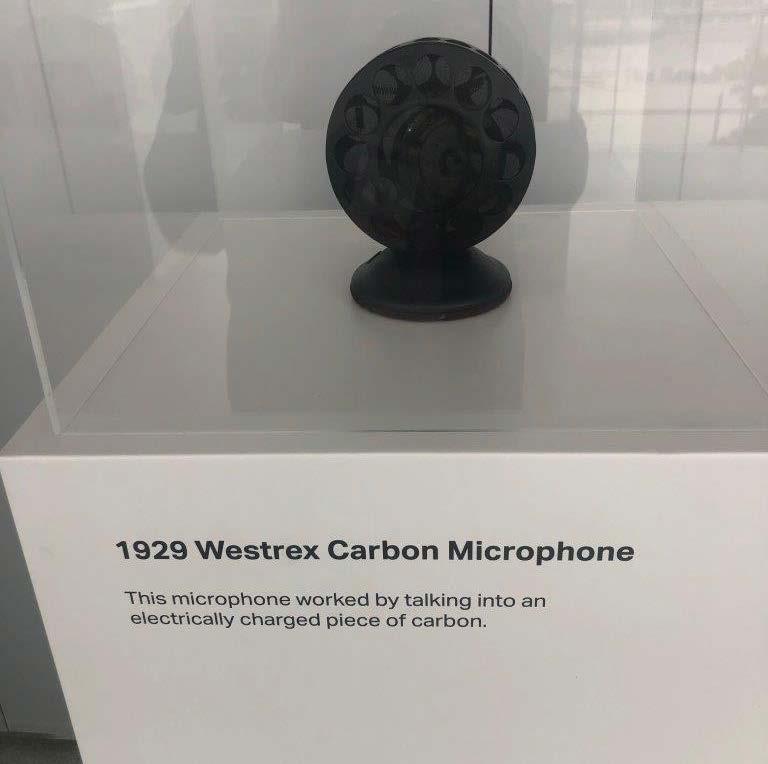 1929 Westrex Carbon Microphone
This microphone worked by talking into an
electrically charged piece of carbon.